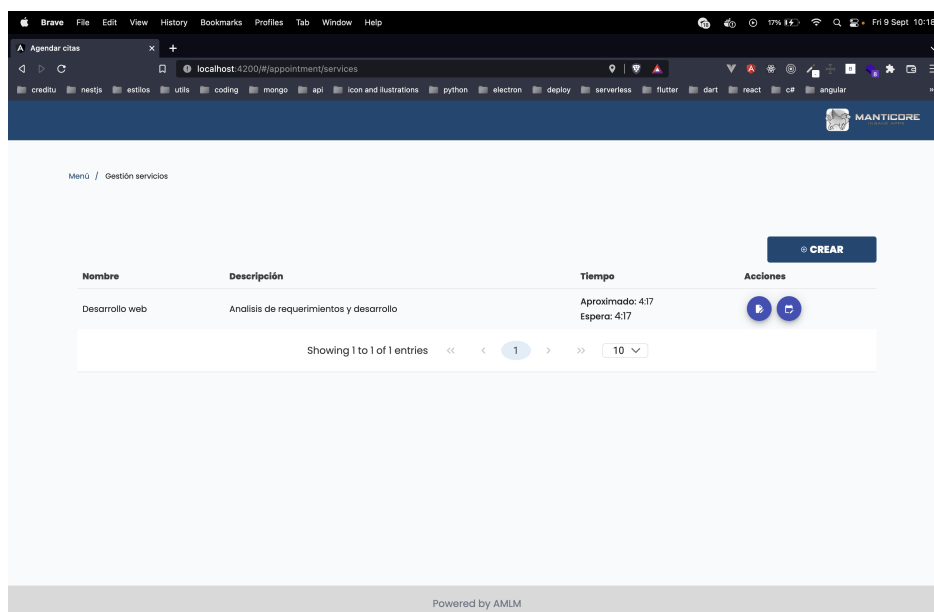 Brave File Edit View History Bookmarks Profiles Tab Window Help 17% Fri 9 Sept 10:18
Agendar citas
localhost:4200/#/appointment/services
creditu nestjs estilos utils coding mongo api icon and ilustrations python electron deploy serverless flutter dart react c# angular »
MANTICORE
Menú / Gestión servicios
CREAR
Nombre Descripción Tiempo Acciones
Desarrollo web Analisis de requerimientos y desarrollo Aproximado: 4:17
Espera: 4:17
Showing 1 to 1 of 1 entries << < 1 > >> 10
Powered by AMLM